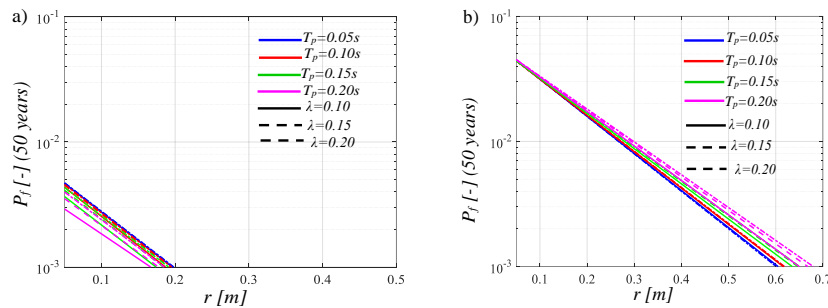 a)
10⁻¹
10⁻²
10⁻³
P_f [-] (50 years)
T_p=0.05s
T_p=0.10s
T_p=0.15s
T_p=0.20s
λ=0.10
λ=0.15
λ=0.20
0.1 0.2 0.3 0.4 0.5
r [m]
b)
10⁻¹
10⁻²
10⁻³
P_f [-] (50 years)
T_p=0.05s
T_p=0.10s
T_p=0.15s
T_p=0.20s
λ=0.10
λ=0.15
λ=0.20
0.1 0.2 0.3 0.4 0.5 0.6 0.7
r [m]